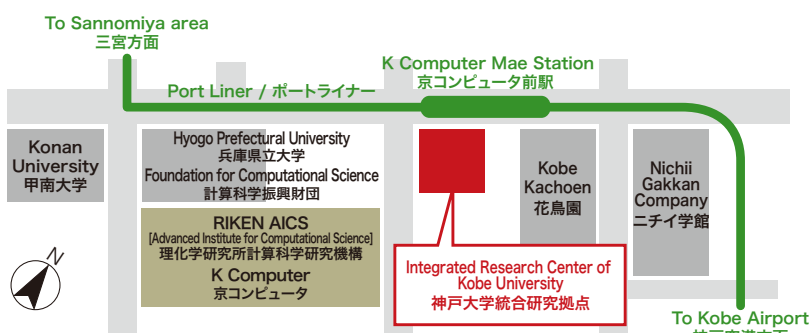 To Sannomiya area
三宮方面
K Computer Mae Station
京コンピュータ前駅
Port Liner / ポートライナー
Konan
University
甲南大学
Hyogo Prefectural University
兵庫県立大学
Foundation for Computational Science
計算科学振興財団
Kobe
Kachoen
花鳥園
Nichii
Gakkan
Company
ニチイ学館
RIKEN AICS
[Advanced Institute for Computational Science]
理化学研究所計算科学研究機構
K Computer
京コンピュータ
N
Integrated Research Center of
Kobe University
神戸大学統合研究拠点
To Kobe Airport